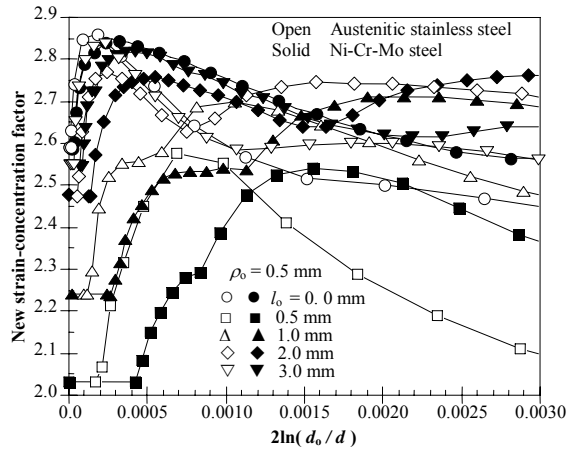 Open Austenitic stainless steel
Solid Ni-Cr-Mo steel
New strain-concentration factor
2.9
2.8
2.7
2.6
2.5
2.4
2.3
2.2
2.1
2.0
ρo = 0.5 mm
lo = 0. 0 mm
0.5 mm
1.0 mm
2.0 mm
3.0 mm
0.0 0.0005 0.0010 0.0015 0.0020 0.0025 0.0030
2ln( do / d )